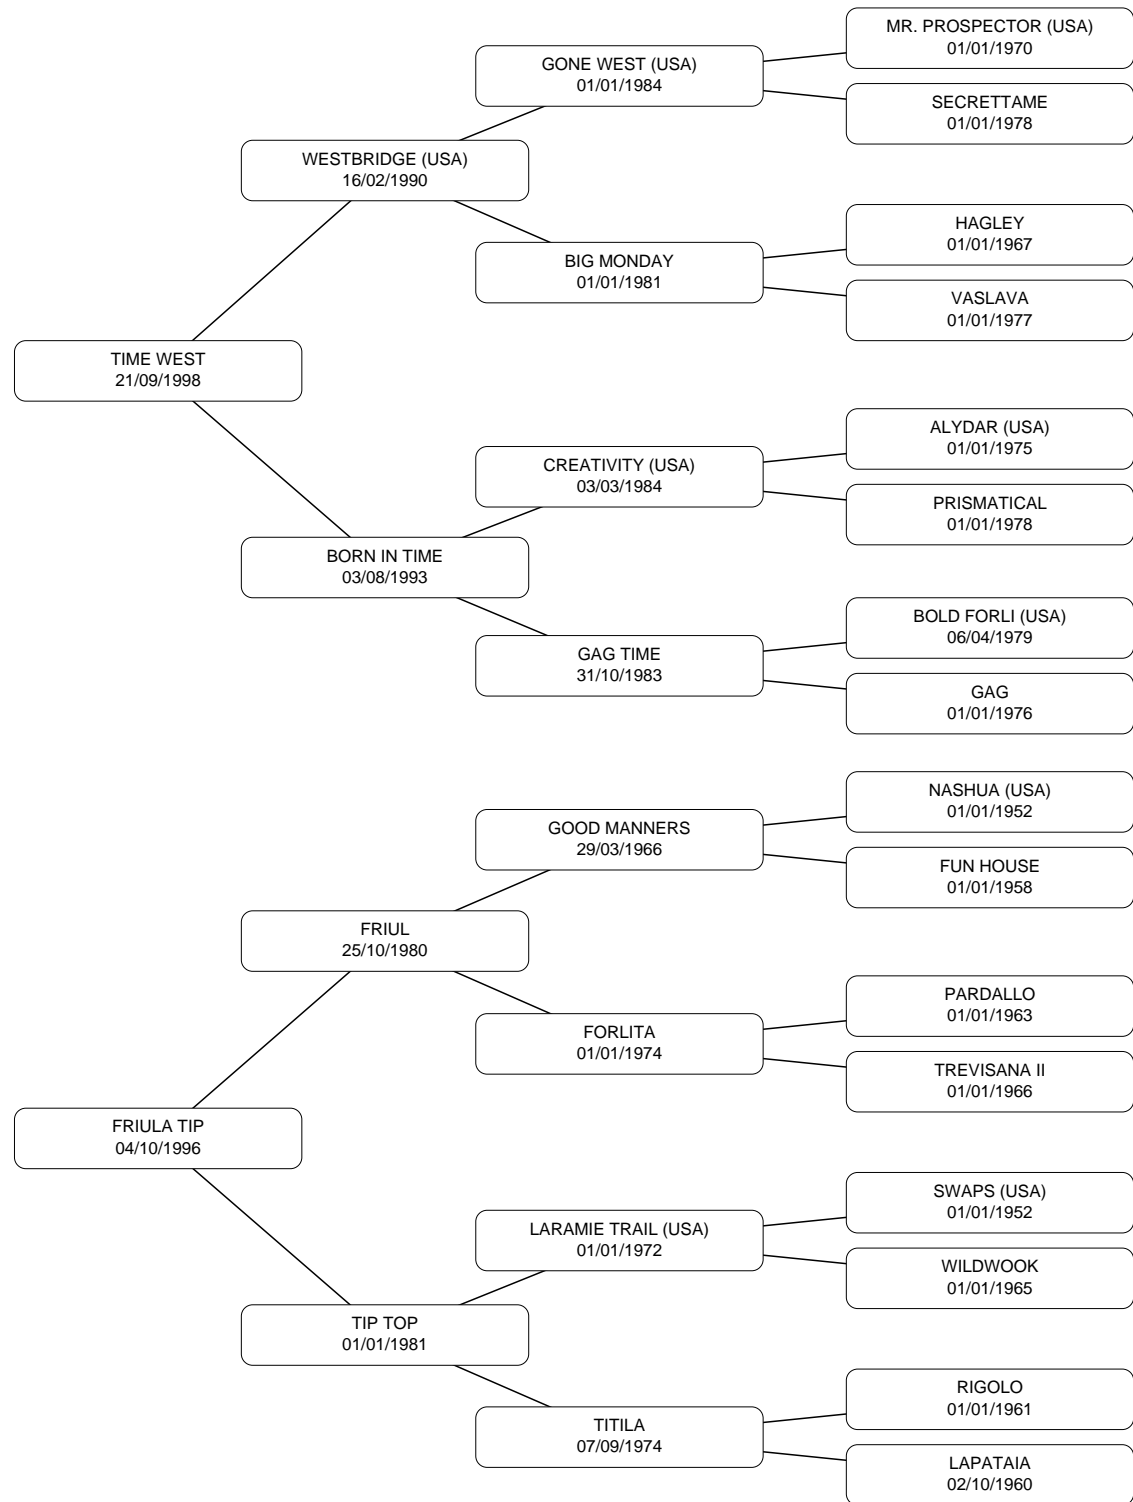 MR. PROSPECTOR (USA)
01/01/1970
GONE WEST (USA)
01/01/1984
SECRETTAME
01/01/1978
WESTBRIDGE (USA)
16/02/1990
HAGLEY
01/01/1967
BIG MONDAY
01/01/1981
VASLAVA
01/01/1977
TIME WEST
21/09/1998
ALYDAR (USA)
01/01/1975
CREATIVITY (USA)
03/03/1984
PRISMATICAL
01/01/1978
BORN IN TIME
03/08/1993
BOLD FORLI (USA)
06/04/1979
GAG TIME
31/10/1983
GAG
01/01/1976
NASHUA (USA)
01/01/1952
GOOD MANNERS
29/03/1966
FUN HOUSE
01/01/1958
FRIUL
25/10/1980
PARDALLO
01/01/1963
FORLITA
01/01/1974
TREVISANA II
01/01/1966
FRIULA TIP
04/10/1996
SWAPS (USA)
01/01/1952
LARAMIE TRAIL (USA)
01/01/1972
WILDWOOK
01/01/1965
TIP TOP
01/01/1981
RIGOLO
01/01/1961
TITILA
07/09/1974
LAPATAIA
02/10/1960